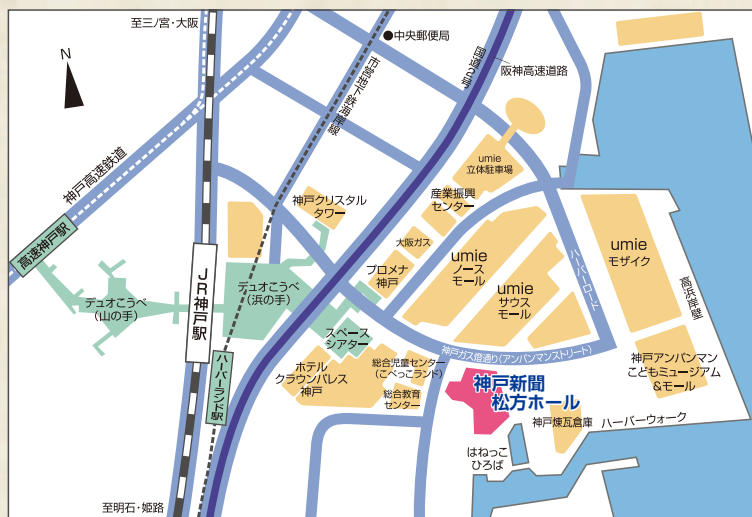 至三ノ宮・大阪
●中央郵便局
N
市営地下鉄海岸線
国道2号
阪神高速道路
神戸高速鉄道
umie
立体駐車場
神戸クリスタル
タワー
産業振興
センター
高速神戸駅
大阪ガス
umie
ノース
モール
umie
モザイク
JR神戸駅
プロメナ
神戸
umie
サウス
モール
ハーバーロード
高浜岸壁
デュオこうべ
(山の手)
デュオこうべ
(浜の手)
スペース
シアター
神戸ガス燈通り(アンパンマンストリート)
ハーバーランド駅
ホテル
クラウンパレス
神戸
総合児童センター
(こべっこランド)
総合教育
センター
神戸新聞
松方ホール
神戸アンパンマン
こどもミュージアム
&モール
神戸煉瓦倉庫
ハーバーウォーク
はねっこ
ひろば
至明石・姫路